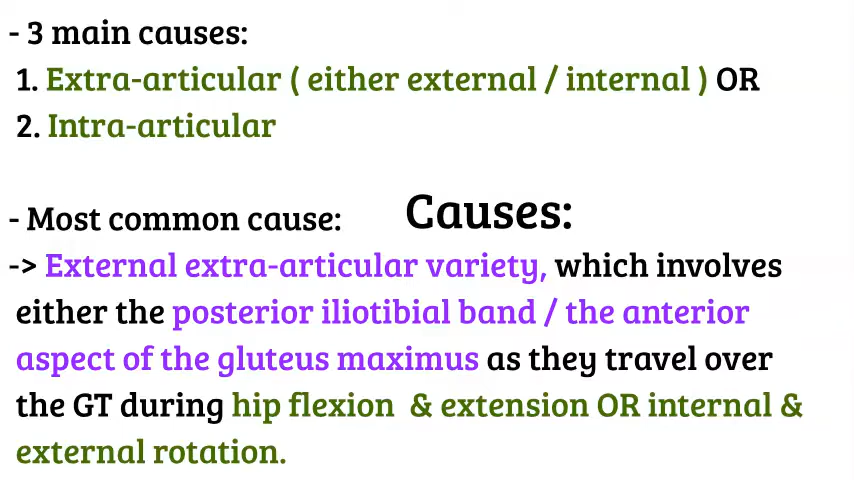 - 3 main causes:
1. Extra-articular ( either external / internal ) OR
2. Intra-articular
- Most common cause:
Causes:
-> External extra-articular variety, which involves
either the posterior iliotibial band / the anterior
aspect of the gluteus maximus as they travel over
the GT during hip flexion & extension OR internal &
external rotation.